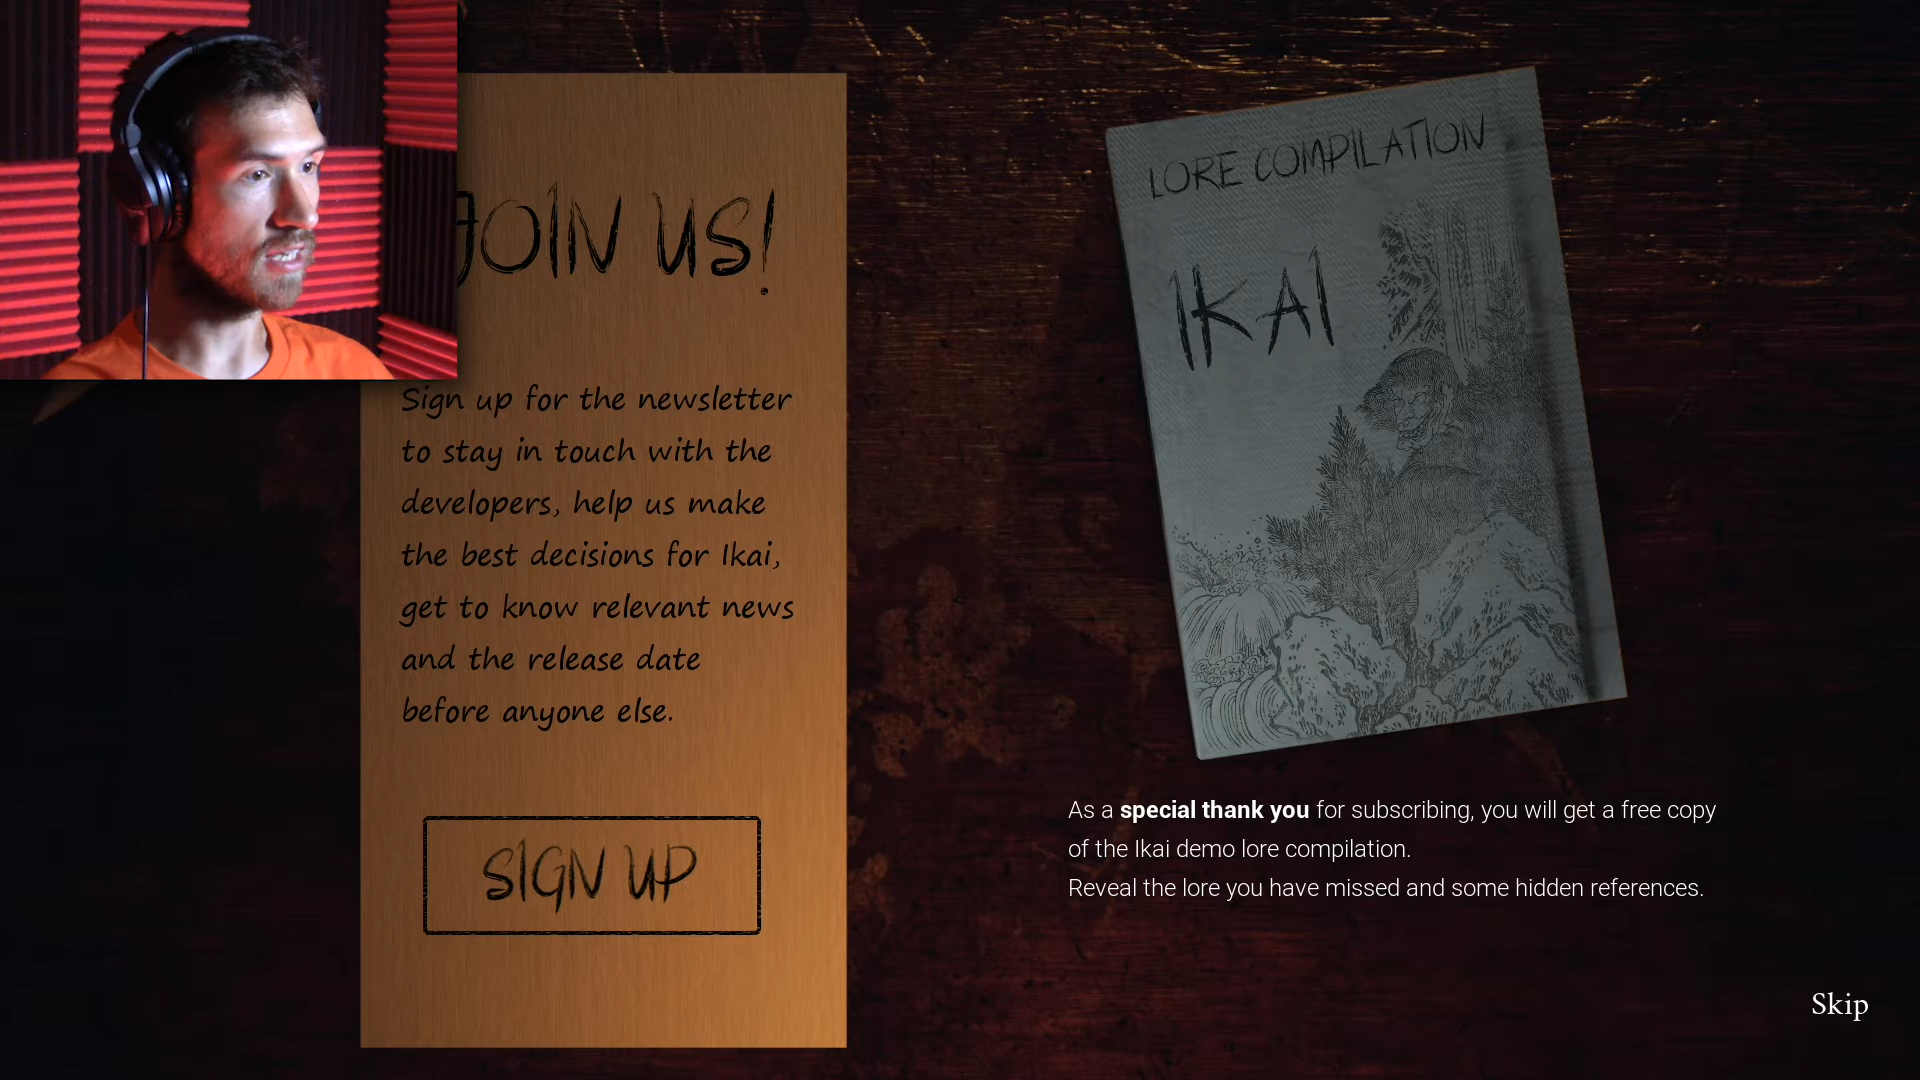 JOIN US!
Sign up for the newsletter
to stay in touch with the
developers, help us make
the best decisions for Ikai,
get to know relevant news
and the release date
before anyone else.
SIGN UP
LORE COMPILATION
IKAI
As a special thank you for subscribing, you will get a free copy
of the Ikai demo lore compilation.
Reveal the lore you have missed and some hidden references.
Skip